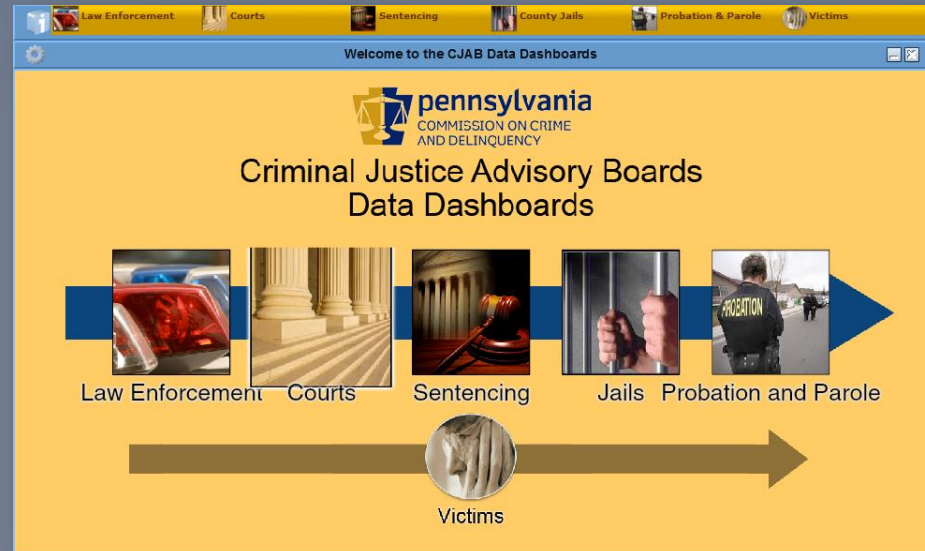 Law Enforcement
Courts
Sentencing
County Jails
Probation & Parole
Victims
Welcome to the CJAB Data Dashboards
pennsylvania
COMMISSION ON CRIME
AND DELINQUENCY
Criminal Justice Advisory Boards
Data Dashboards
PROBATION
Law Enforcement
Courts
Sentencing
Jails
Probation and Parole
Victims